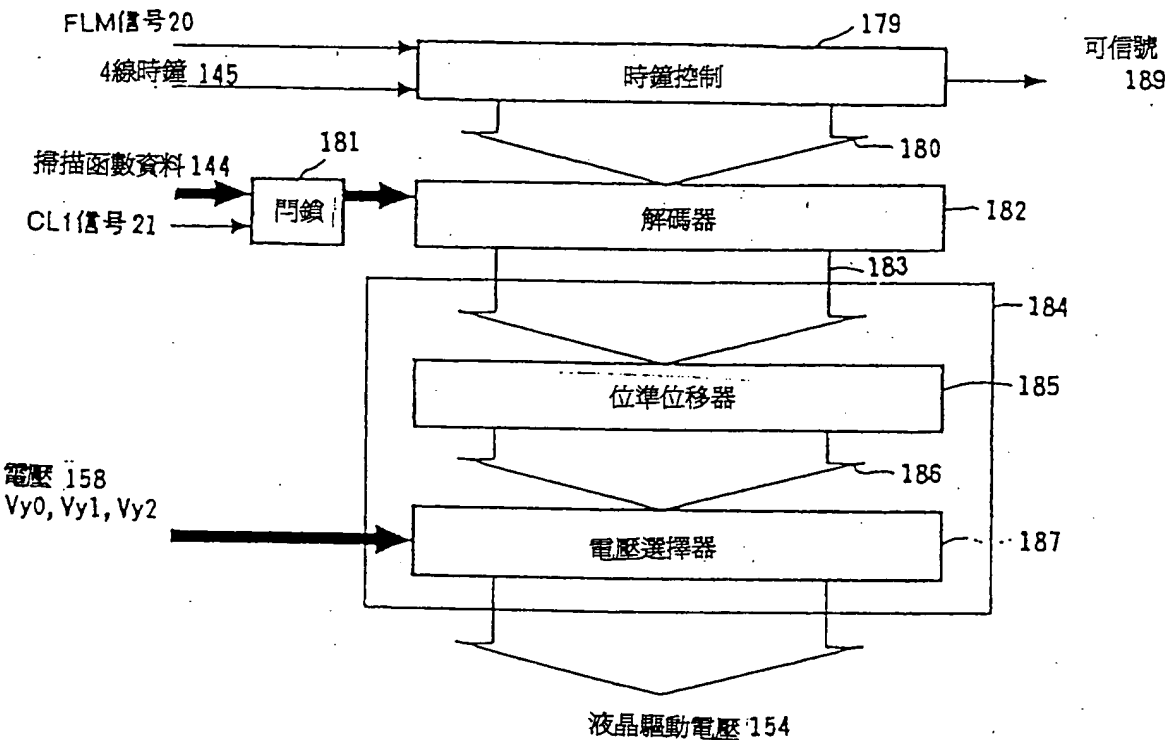 FLM信号20
179
可信號
189
4線時鐘 145
時鐘控制
180
181
掃描函數資料 144
閂鎖
CL1信号21
解碼器
182
183
184
位準位移器
185
186
電壓 158
Vy0, Vy1, Vy2
電壓選擇器
187
液晶驅動電壓 154